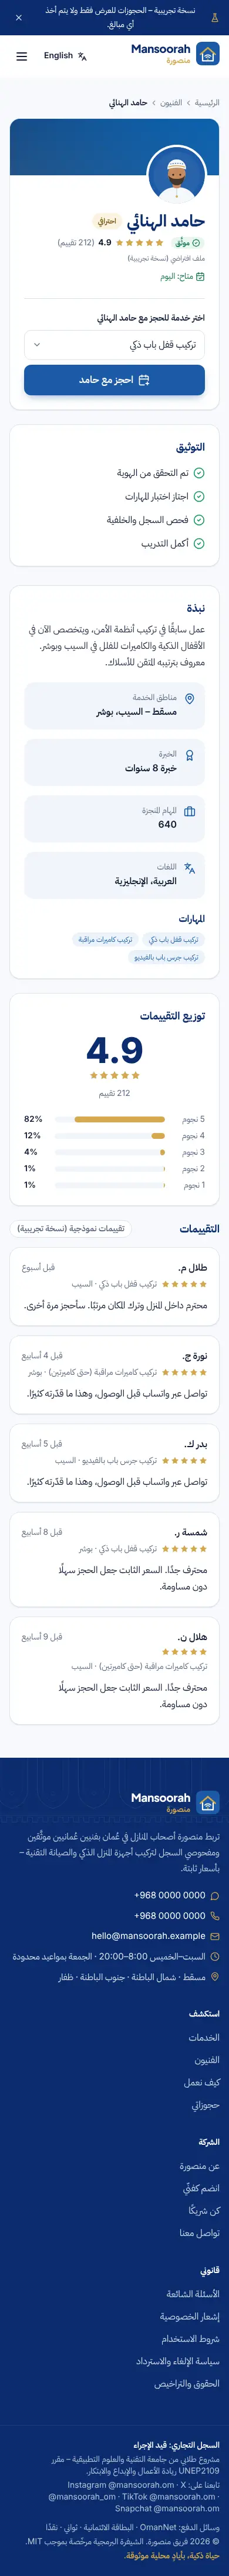 نسخة تجريبية – الحجوزات للعرض فقط ولا يتم أخذ
أي مبالغ.
Mansoorah
منصورة
English
الرئيسية › الفنيون › حامد الهنائي
حامد الهنائي
احترافي
موثّق
4.9 (212 تقييم)
ملف افتراضي (نسخة تجريبية)
متاح: اليوم
اختر خدمة للحجز مع حامد الهنائي
تركيب قفل باب ذكي
احجز مع حامد
التوثيق
تم التحقق من الهوية
اجتاز اختبار المهارات
فحص السجل والخلفية
أكمل التدريب
نبذة
عمل سابقًا في تركيب أنظمة الأمن، ويتخصّص الآن في
الأقفال الذكية والكاميرات للفلل في السيب وبوشر.
معروف بترتيبه المتقن للأسلاك.
مناطق الخدمة
مسقط – السيب، بوشر
الخبرة
خبرة 8 سنوات
المهام المنجزة
640
اللغات
العربية، الإنجليزية
المهارات
تركيب قفل باب ذكي
تركيب كاميرات مراقبة
تركيب جرس باب بالفيديو
توزيع التقييمات
4.9
212 تقييم
5 نجوم 82%
4 نجوم 12%
3 نجوم 4%
2 نجوم 1%
1 نجوم 1%
التقييمات
تقييمات نموذجية (نسخة تجريبية)
طلال م.
قبل أسبوع
تركيب قفل باب ذكي · السيب
محترم داخل المنزل وترك المكان مرتبًا. سأحجز مرة أخرى.
نورة ج.
قبل 4 أسابيع
تركيب كاميرات مراقبة (حتى كاميرتين) · بوشر
تواصل عبر واتساب قبل الوصول، وهذا ما قدّرته كثيرًا.
بدر ك.
قبل 5 أسابيع
تركيب جرس باب بالفيديو · السيب
تواصل عبر واتساب قبل الوصول، وهذا ما قدّرته كثيرًا.
شمسة ر.
قبل 8 أسابيع
تركيب قفل باب ذكي · بوشر
محترف جدًا. السعر الثابت جعل الحجز سهلًا
دون مساومة.
هلال ن.
قبل 9 أسابيع
تركيب كاميرات مراقبة (حتى كاميرتين) · السيب
محترف جدًا. السعر الثابت جعل الحجز سهلًا
دون مساومة.
Mansoorah
منصورة
تربط منصورة أصحاب المنازل في عُمان بفنيين عُمانيين موثّقين
ومفحوصي السجل لتركيب أجهزة المنزل الذكي والصيانة المتقنة –
بأسعار ثابتة.
+968 0000 0000
+968 0000 0000
hello@mansoorah.example
السبت–الخميس 8:00–20:00 · الجمعة بمواعيد محدودة
مسقط · شمال الباطنة · جنوب الباطنة · ظفار
استكشف
الخدمات
الفنيون
كيف نعمل
حجوزاتي
الشركة
عن منصورة
انضم كفنّي
كن شريكًا
تواصل معنا
قانوني
الأسئلة الشائعة
إشعار الخصوصية
شروط الاستخدام
سياسة الإلغاء والاسترداد
الحقوق والتراخيص
السجل التجاري: قيد الإجراء
مشروع طلابي من جامعة التقنية والعلوم التطبيقية – مقرر
UNEP2109 ريادة الأعمال والإبداع والابتكار.
تابعنا على: Instagram @mansoorah.om · X
@mansoorah_om · TikTok @mansoorah.om ·
Snapchat @mansoorah.om
وسائل الدفع: OmanNet · البطاقة الائتمانية · ثواني · نقدًا
© 2026 فريق منصورة. الشيفرة البرمجية مرخّصة بموجب MIT.
حياة ذكية، بأيادٍ محلية موثوقة.